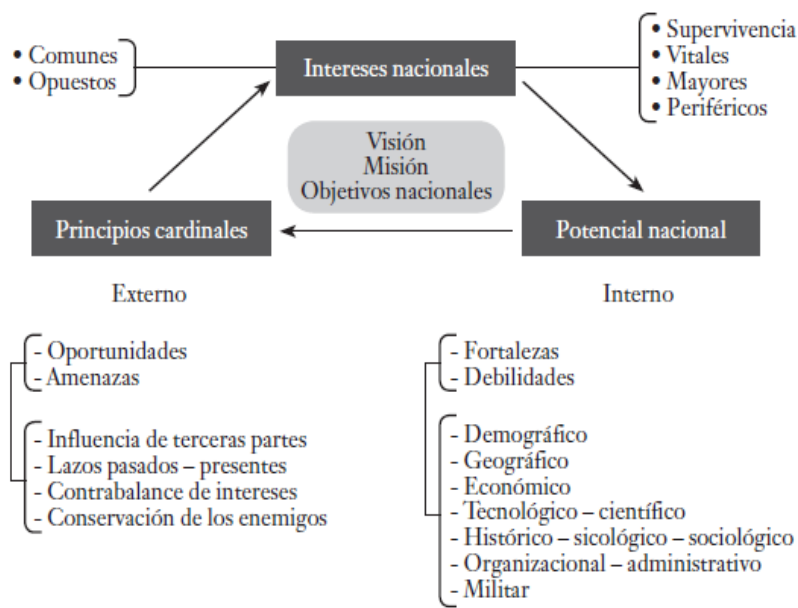 • Comunes
• Opuestos
Intereses nacionales
• Supervivencia
• Vitales
• Mayores
• Periféricos
Visión
Misión
Objetivos nacionales
Principios cardinales
Potencial nacional
Externo
Interno
- Oportunidades
- Amenazas
- Influencia de terceras partes
- Lazos pasados – presentes
- Contrabalance de intereses
- Conservación de los enemigos
- Fortalezas
- Debilidades
- Demográfico
- Geográfico
- Económico
- Tecnológico – científico
- Histórico – sicológico – sociológico
- Organizacional – administrativo
- Militar